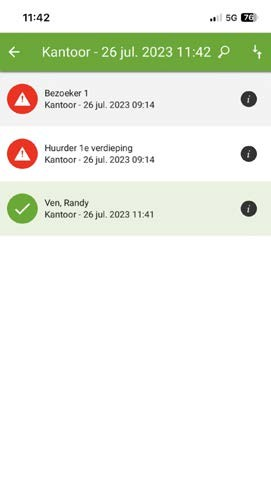 11:42
5G 76
Kantoor - 26 jul. 2023 11:42
Bezoeker 1
Kantoor - 26 jul. 2023 09:14
Huurder 1e verdieping
Kantoor - 26 jul. 2023 09:14
Ven, Randy
Kantoor - 26 jul. 2023 11:41